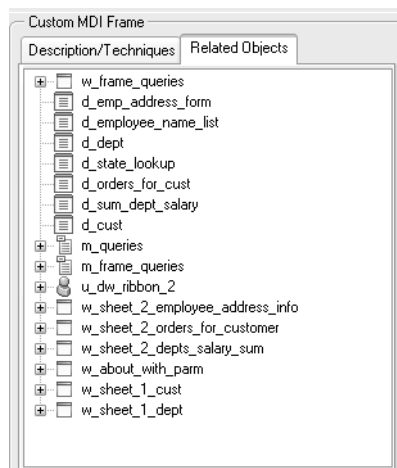 Custom MDI Frame
Description/Techniques Related Objects
w_frame_queries
d_emp_address_form
d_employee_name_list
d_dept
d_state_lookup
d_orders_for_cust
d_sum_dept_salary
d_cust
m_queries
m_frame_queries
u_dw_ribbon_2
w_sheet_2_employee_address_info
w_sheet_2_orders_for_customer
w_sheet_2_depts_salary_sum
w_about_with_parm
w_sheet_1_cust
w_sheet_1_dept